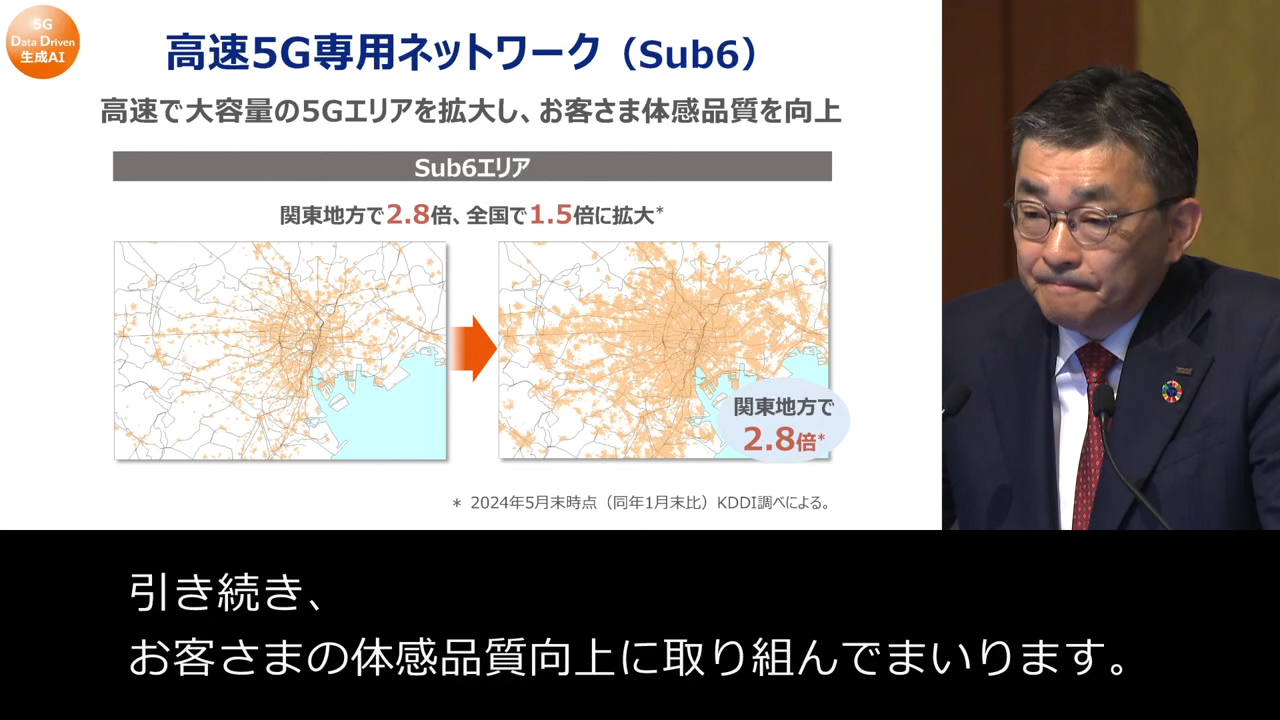 5G
Data Driven
生成AI
高速5G専用ネットワーク（Sub6）
高速で大容量の5Gエリアを拡大し、お客さま体感品質を向上
Sub6エリア
関東地方で2.8倍、全国で1.5倍に拡大*
関東地方で
2.8倍*
* 2024年5月末時点（同年1月末比）KDDI調べによる。
引き続き、
お客さまの体感品質向上に取り組んでまいります。